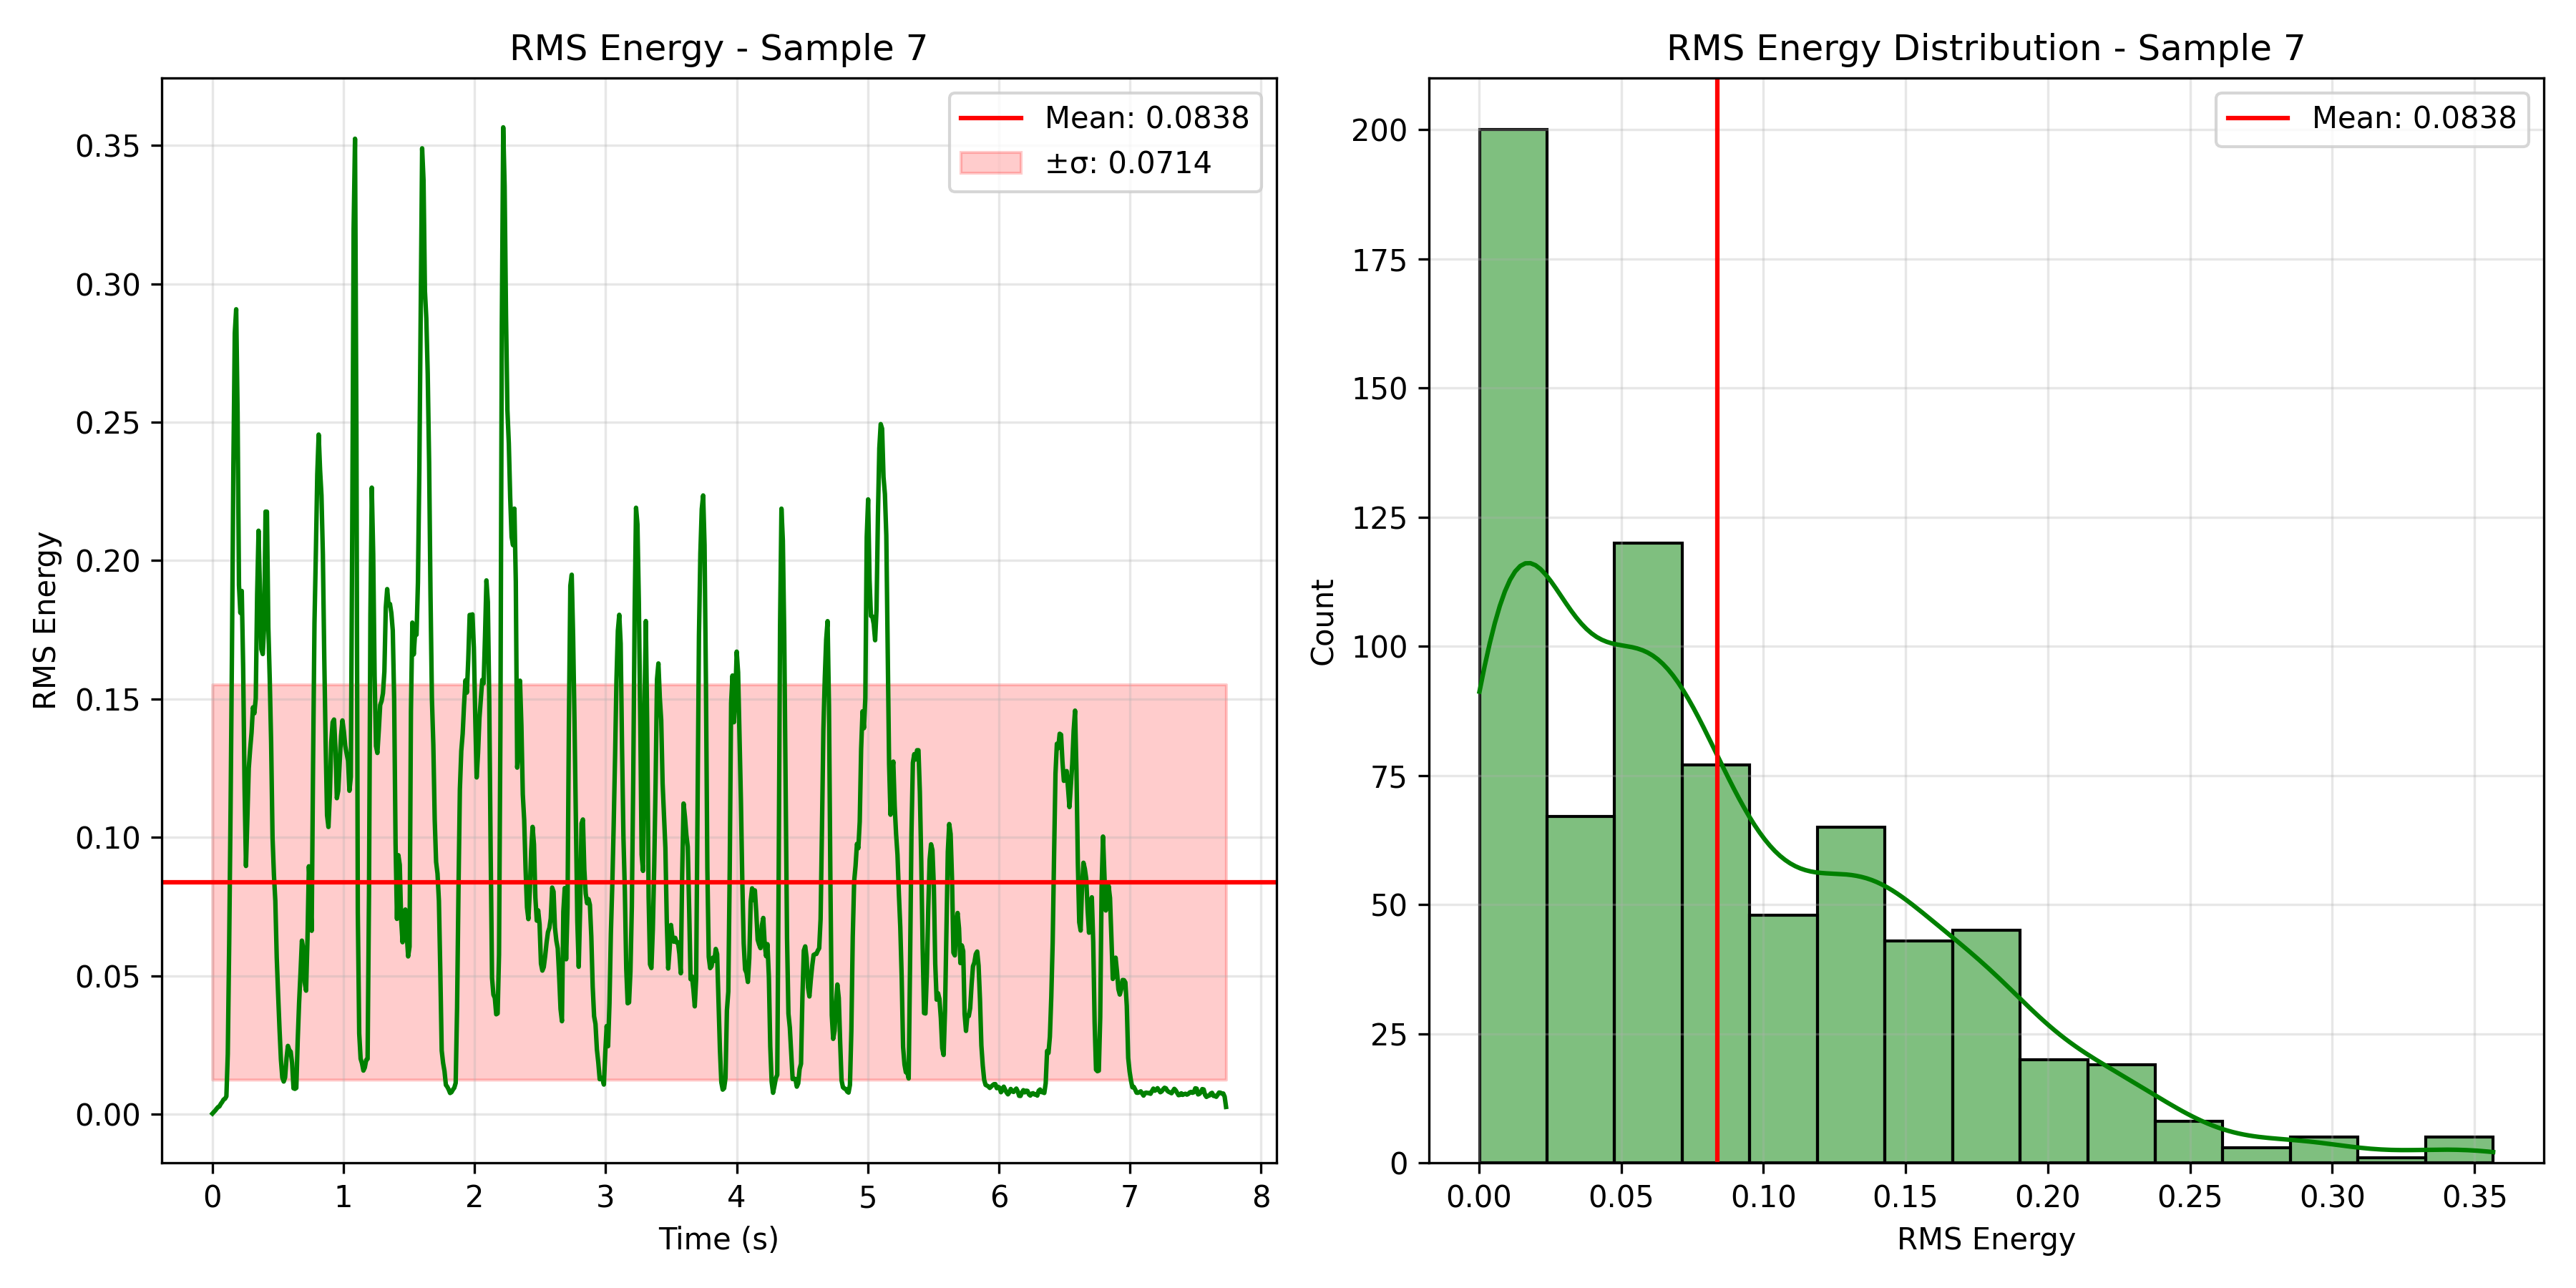 RMS Energy - Sample 7
Mean: 0.0838
±σ: 0.0714
RMS Energy
0.35
0.30
0.25
0.20
0.15
0.10
0.05
0.00
0 1 2 3 4 5 6 7 8
Time (s)
RMS Energy Distribution - Sample 7
Mean: 0.0838
Count
200
175
150
125
100
75
50
25
0
0.00 0.05 0.10 0.15 0.20 0.25 0.30 0.35
RMS Energy